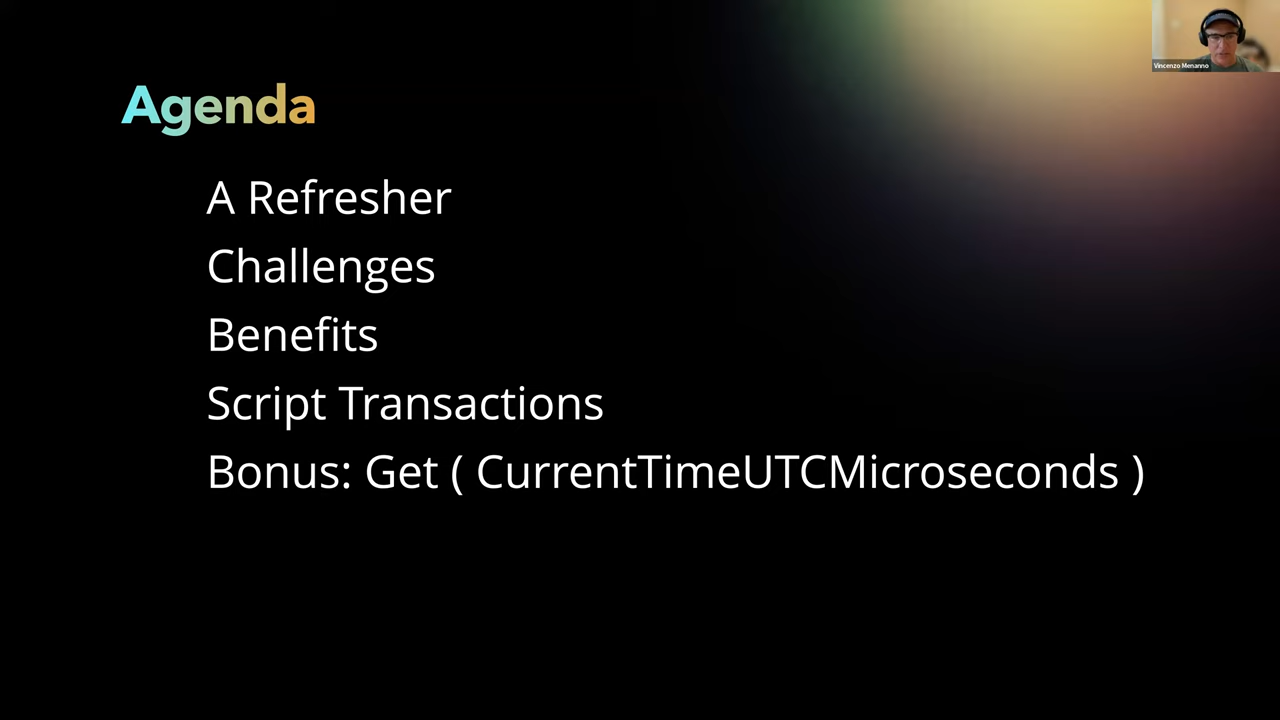 Agenda
A Refresher
Challenges
Benefits
Script Transactions
Bonus: Get ( CurrentTimeUTCMicroseconds )
Vincenzo Menanno